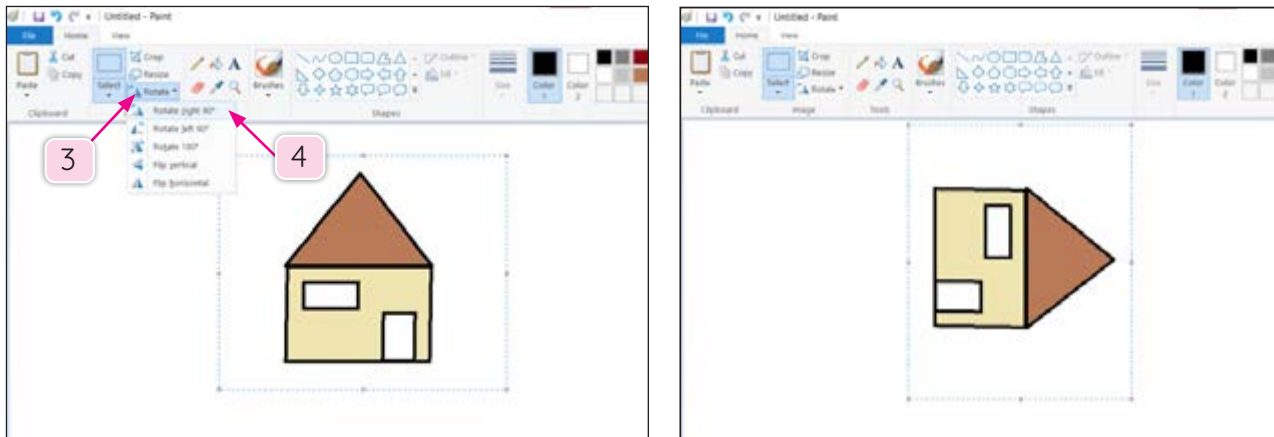 Untitled - Paint
File Home View
Paste
Cut
Copy
Clipboard
Select
Crop
Resize
Rotate
Brushes
Shapes
Outline
Fill
Size
Color
1
Color
2
Rotate right 90°
Rotate left 90°
Rotate 180°
Flip vertical
Flip horizontal
3
4
Untitled - Paint
File Home View
Paste
Cut
Copy
Clipboard
Select
Crop
Resize
Rotate
Image
Tools
Brushes
Shapes
Outline
Fill
Size
Color
1
Color
2